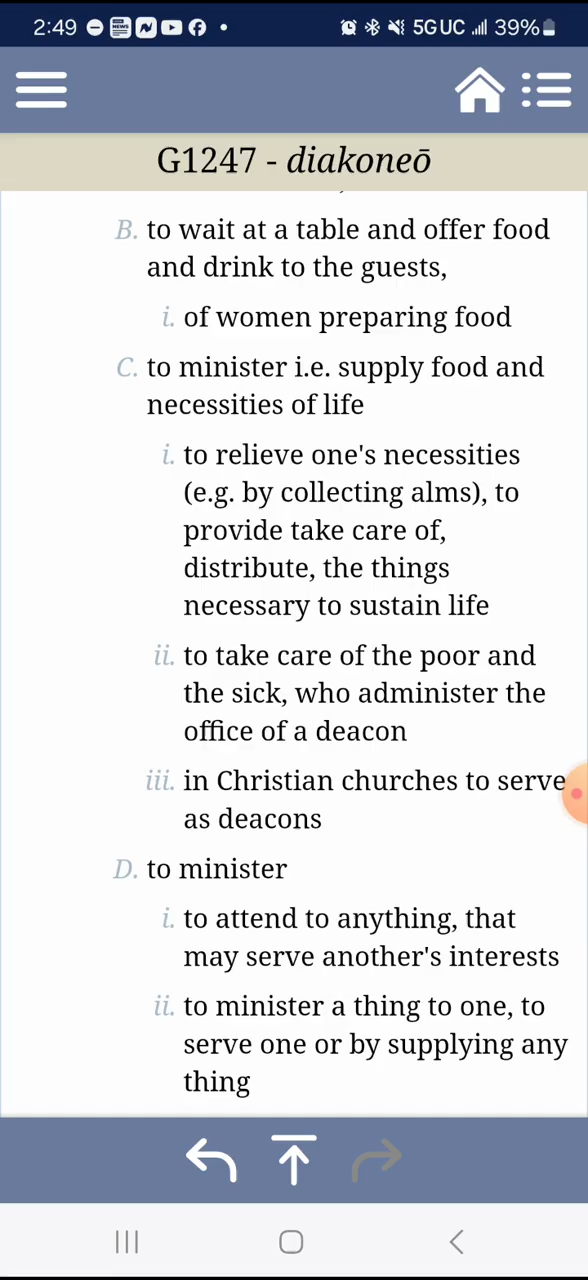 2:49
5G UC
39%
G1247 - diakoneō
B. to wait at a table and offer food
and drink to the guests,
i. of women preparing food
C. to minister i.e. supply food and
necessities of life
i. to relieve one's necessities
(e.g. by collecting alms), to
provide take care of,
distribute, the things
necessary to sustain life
ii. to take care of the poor and
the sick, who administer the
office of a deacon
iii. in Christian churches to serve
as deacons
D. to minister
i. to attend to anything, that
may serve another's interests
ii. to minister a thing to one, to
serve one or by supplying any
thing